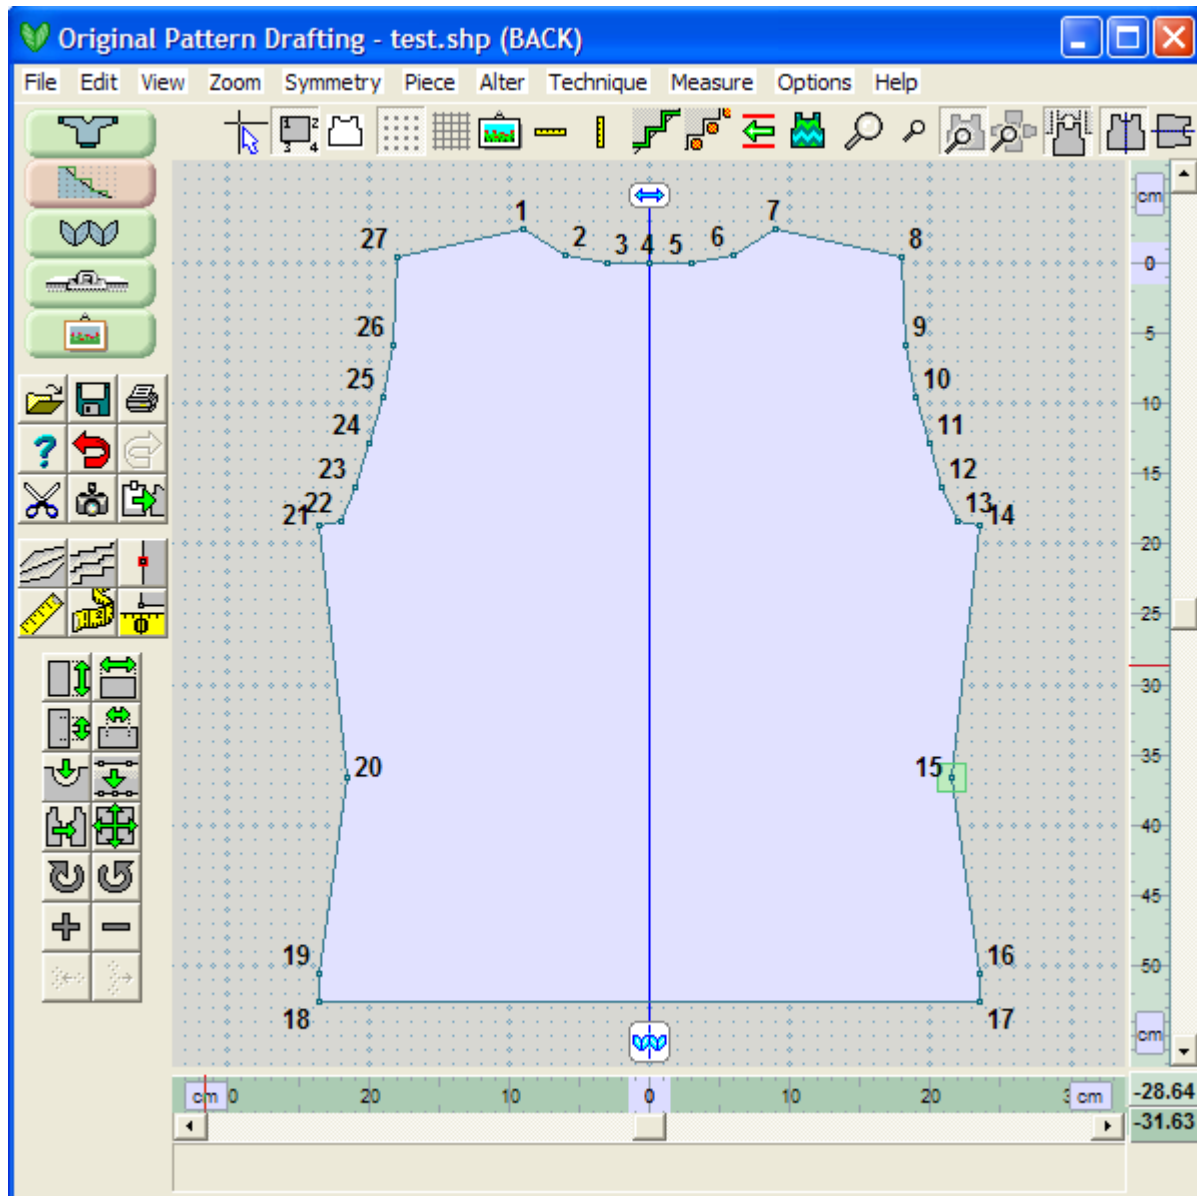 Original Pattern Drafting - test.shp (BACK)
File Edit View Zoom Symmetry Piece Alter Technique Measure Options Help
cm
1 7
27 2 3 4 5 6 8
0
26 9 5
25 10
10
24 11
23 12 15
21 22 13 14
20
25
30
35
20 15
40
45
19 16
50
18 17
cm
cm 0 20 10 0 10 20 3 cm
-28.64
-31.63